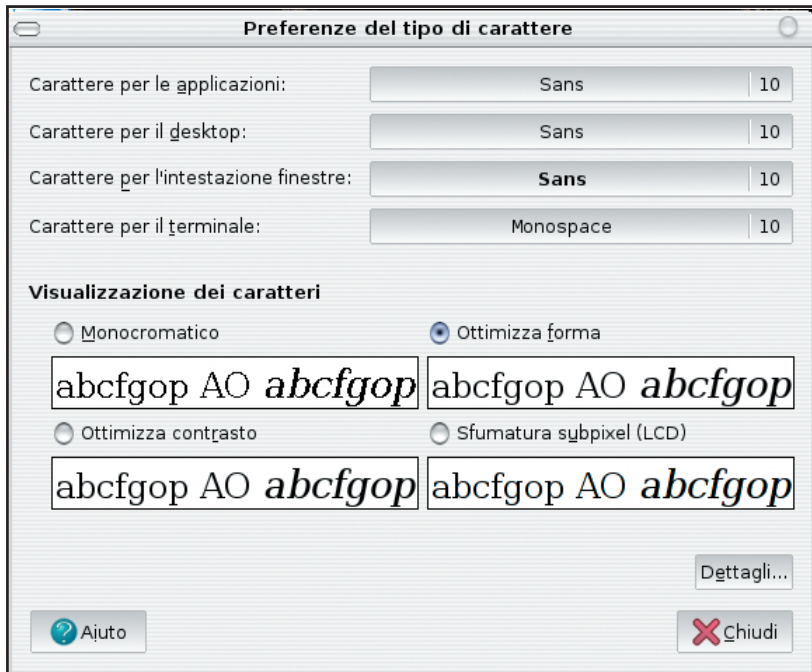 Preferenze del tipo di carattere
Carattere per le applicazioni: Sans 10
Carattere per il desktop: Sans 10
Carattere per l'intestazione finestre: Sans 10
Carattere per il terminale: Monospace 10
Visualizzazione dei caratteri
Monocromatico Ottimizza forma
abcfgop AO abcfgop abcfgop AO abcfgop
Ottimizza contrasto Sfumatura subpixel (LCD)
abcfgop AO abcfgop abcfgop AO abcfgop
Dettagli...
Aiuto Chiudi